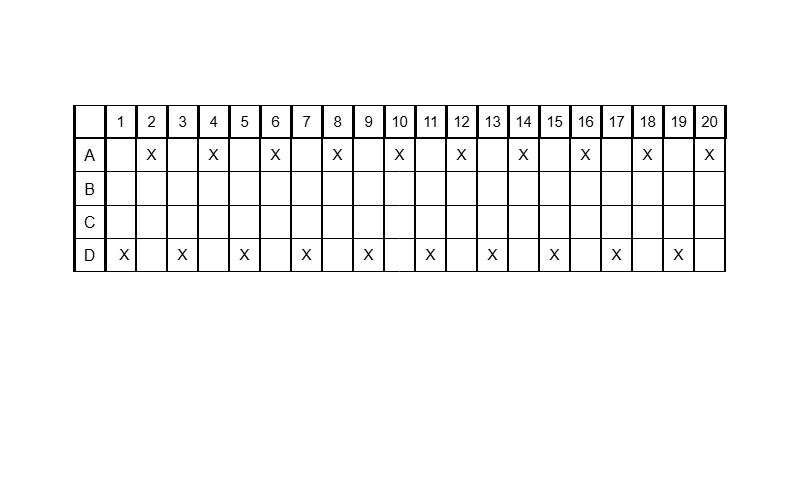 1 2 3 4 5 6 7 8 9 10 11 12 13 14 15 16 17 18 19 20
A X X X X X X X X X X
B
C
D X X X X X X X X X X